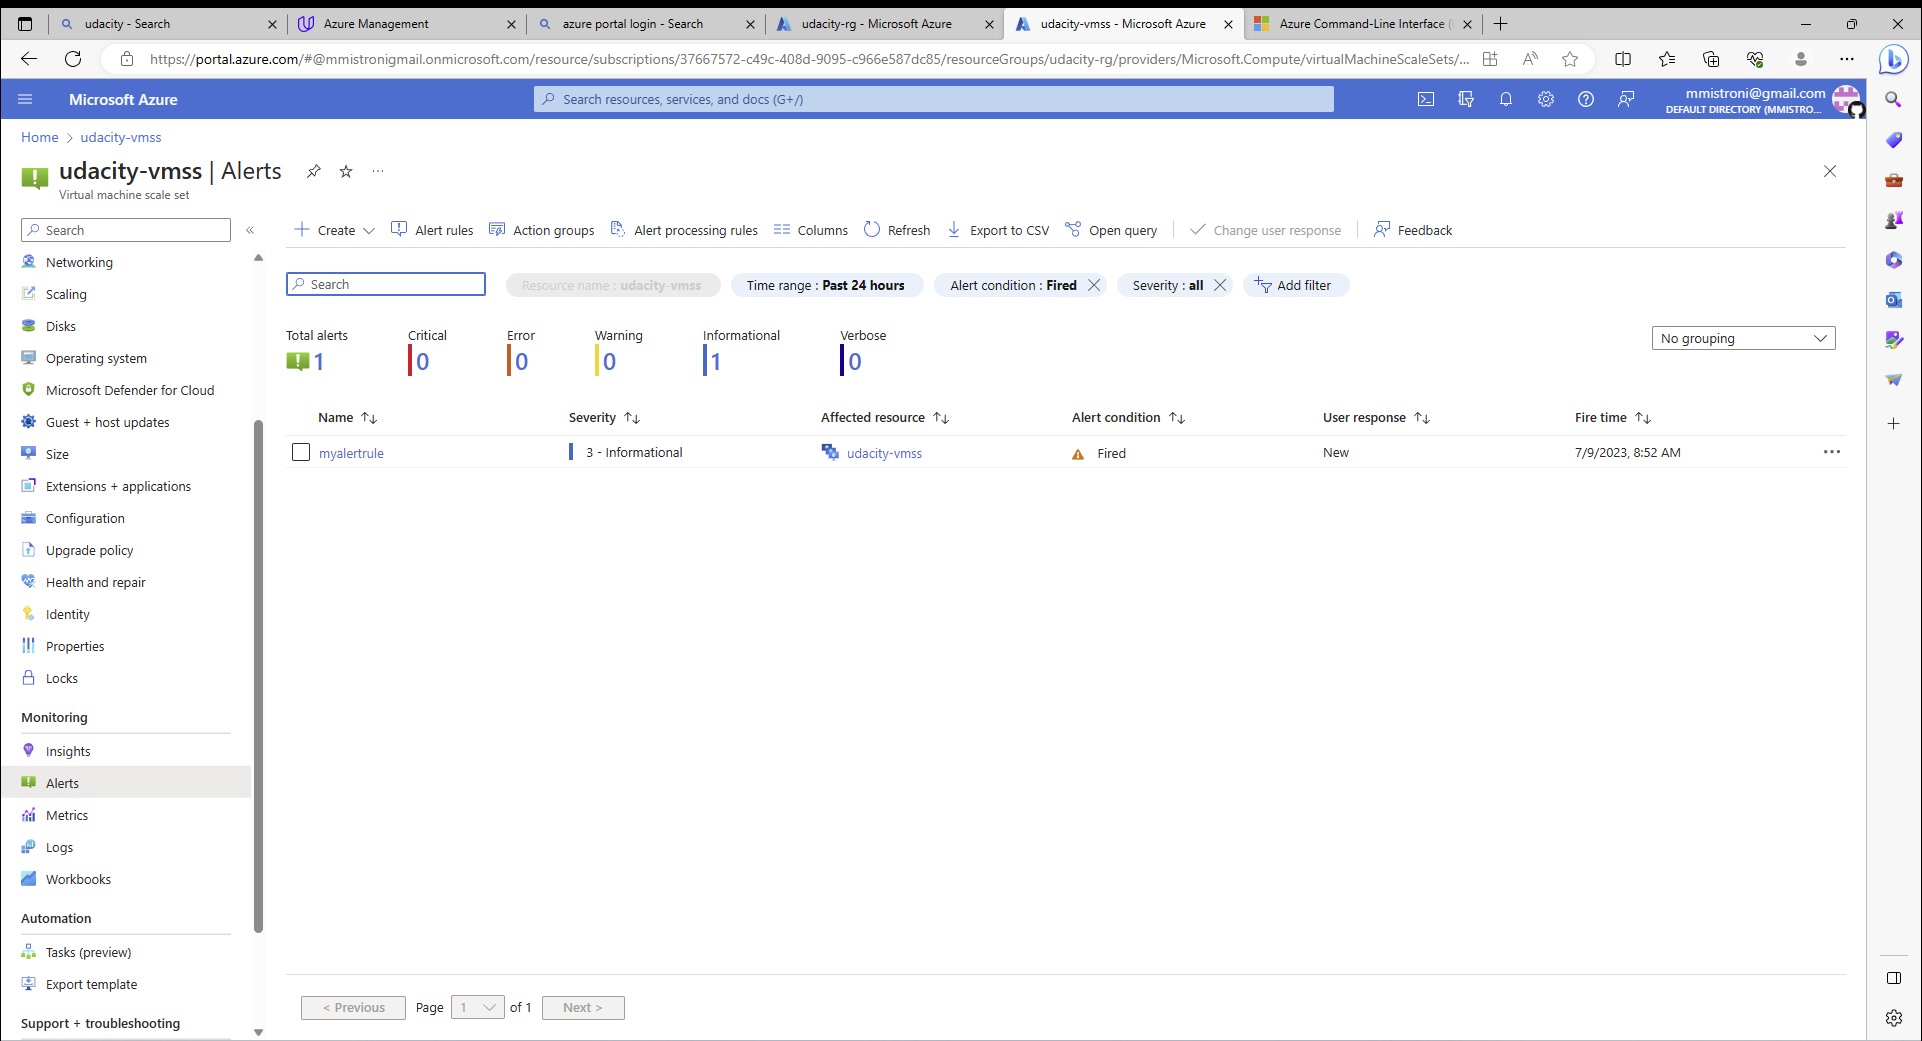 udacity - Search
Azure Management
azure portal login - Search
udacity-rg - Microsoft Azure
udacity-vmss - Microsoft Azure
Azure Command-Line Interface (
https://portal.azure.com/#@mmistronigmail.onmicrosoft.com/resource/subscriptions/37667572-c49c-408d-9095-c966e587dc85/resourceGroups/udacity-rg/providers/Microsoft.Compute/virtualMachineScaleSets/...
Microsoft Azure
Search resources, services, and docs (G+/)
mmistroni@gmail.com
DEFAULT DIRECTORY (MMISTRO...
Home > udacity-vmss
udacity-vmss | Alerts
Virtual machine scale set
Search
Create
Alert rules
Action groups
Alert processing rules
Columns
Refresh
Export to CSV
Open query
Change user response
Feedback
Networking
Scaling
Disks
Operating system
Microsoft Defender for Cloud
Guest + host updates
Size
Extensions + applications
Configuration
Upgrade policy
Health and repair
Identity
Properties
Locks
Monitoring
Insights
Alerts
Metrics
Logs
Workbooks
Automation
Tasks (preview)
Export template
Support + troubleshooting
Search
Resource name : udacity-vmss
Time range : Past 24 hours
Alert condition : Fired
Severity : all
Add filter
Total alerts
1
Critical
0
Error
0
Warning
0
Informational
1
Verbose
0
No grouping
Name
Severity
Affected resource
Alert condition
User response
Fire time
myalertrule
3 - Informational
udacity-vmss
Fired
New
7/9/2023, 8:52 AM
< Previous
Page
1
of 1
Next >